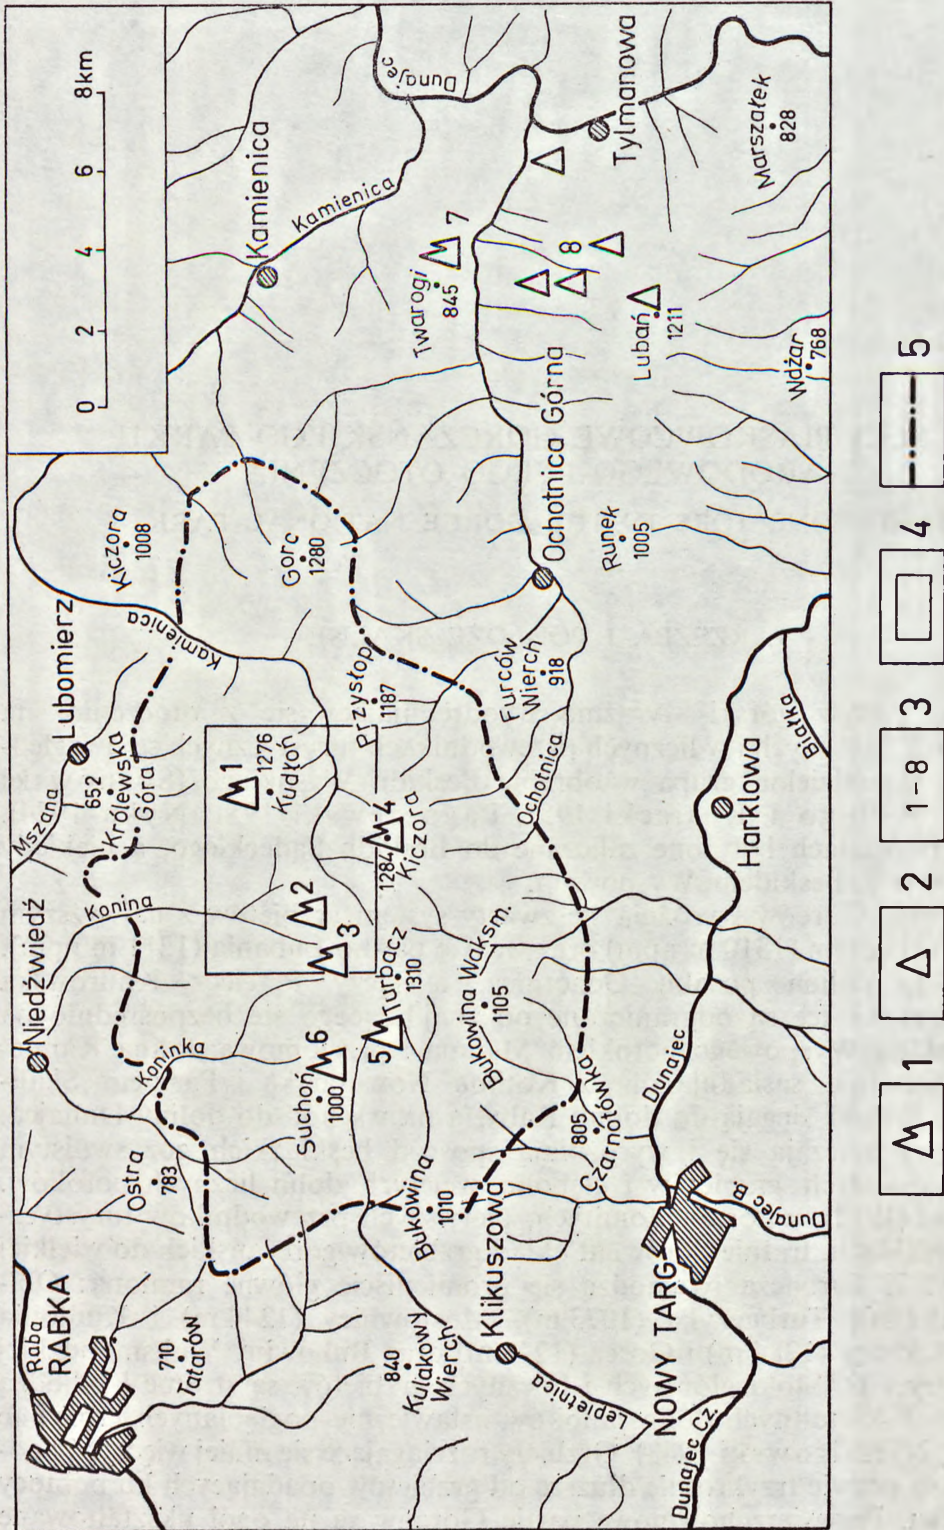 RABKA
Raba
Niedźwiedź
Mszana
Lubomierz
652
Królewska
Góra
Konina
Koninka
Kamienica
Kiczora
1008
0
2
4
6
8km
Ostra
783
Tatarów
710
Suchoń
1000
6
3
2
1
1276
Kudłoń
Gorc
1280
Kamienica
Kamienica
Dunajec
5
Turbacz
1310
1284
Kiczora
4
Przysłop
1187
Twarogi
845
7
Kułakowy
Wierch
840
Bukowina
1010
Bukowina Waksm.
1105
Ochotnica
Furców
Wierch
918
Ochotnica Górna
Runek
1005
8
Lubań
1211
Tylmanowa
Marszałek
828
Wdżar
768
Klikuszowa
Lepietnica
805
Czarnotówka
Dunajec
Harklowa
Białka
NOWY TARG
Dunajec Cz.
Dunajec B.
1
2
1-8
3
4
5